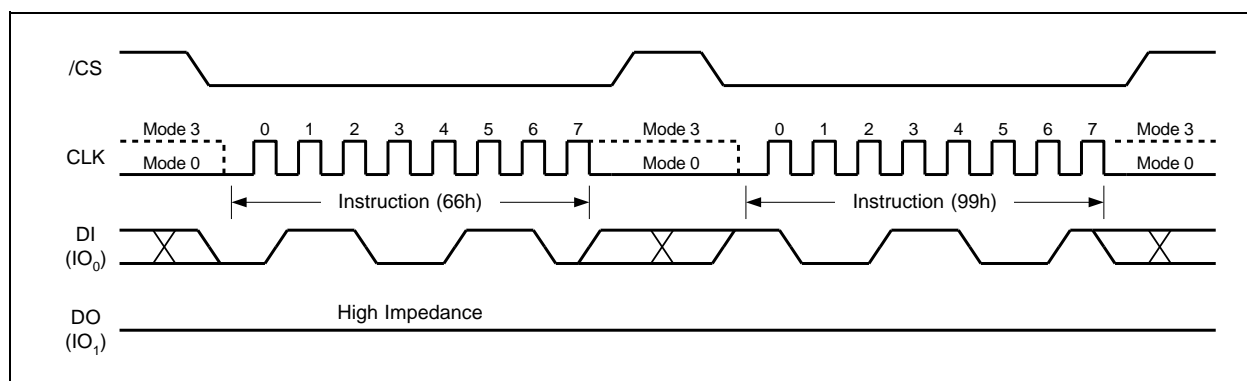 /CS
Mode 3 0 1 2 3 4 5 6 7 Mode 3 0 1 2 3 4 5 6 7 Mode 3
CLK Mode 0 Mode 0 Mode 0
Instruction (66h) Instruction (99h)
DI
(IO0)
High Impedance
DO
(IO1)